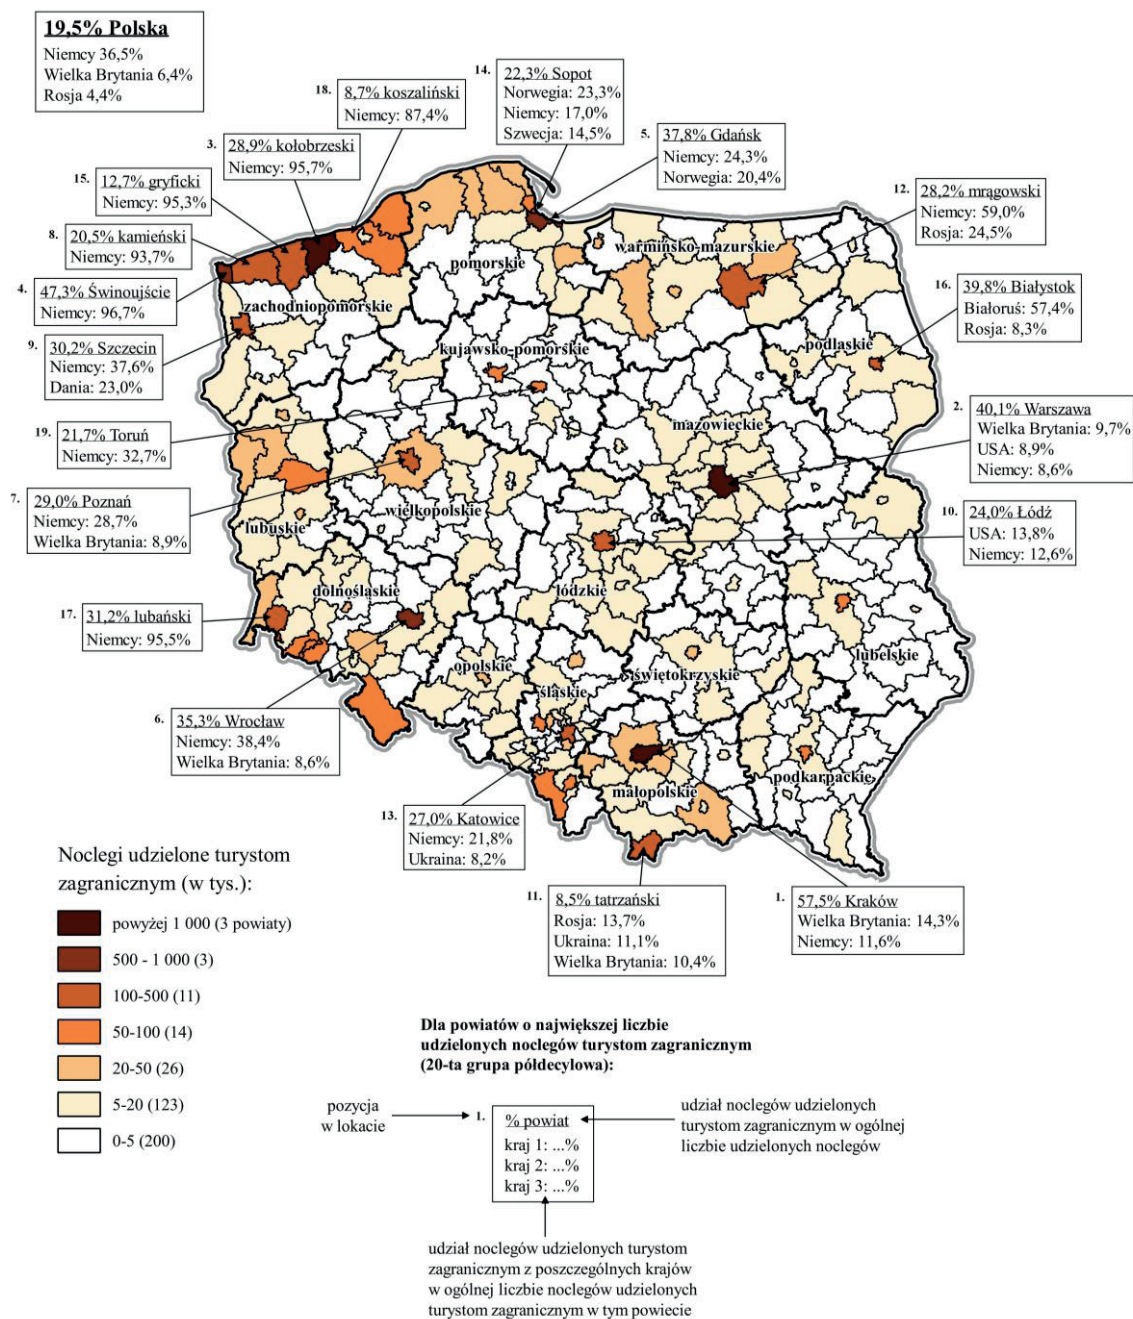 19,5% Polska
Niemcy 36,5%
Wielka Brytania 6,4%
Rosja 4,4%
18.
8,7% koszaliński
Niemcy: 87,4%
14.
22,3% Sopot
Norwegia: 23,3%
Niemcy: 17,0%
Szwecja: 14,5%
3.
28,9% kołobrzeski
Niemcy: 95,7%
5.
37,8% Gdańsk
Niemcy: 24,3%
Norwegia: 20,4%
15.
12,7% gryficki
Niemcy: 95,3%
12.
28,2% mrągowski
Niemcy: 59,0%
Rosja: 24,5%
8.
20,5% kamieński
Niemcy: 93,7%
4.
47,3% Świnoujście
Niemcy: 96,7%
16.
39,8% Białystok
Białoruś: 57,4%
Rosja: 8,3%
9.
30,2% Szczecin
Niemcy: 37,6%
Dania: 23,0%
19.
21,7% Toruń
Niemcy: 32,7%
2.
40,1% Warszawa
Wielka Brytania: 9,7%
USA: 8,9%
Niemcy: 8,6%
7.
29,0% Poznań
Niemcy: 28,7%
Wielka Brytania: 8,9%
10.
24,0% Łódź
USA: 13,8%
Niemcy: 12,6%
17.
31,2% lubański
Niemcy: 95,5%
6.
35,3% Wrocław
Niemcy: 38,4%
Wielka Brytania: 8,6%
13.
27,0% Katowice
Niemcy: 21,8%
Ukraina: 8,2%
11.
8,5% tatrzański
Rosja: 13,7%
Ukraina: 11,1%
Wielka Brytania: 10,4%
1.
57,5% Kraków
Wielka Brytania: 14,3%
Niemcy: 11,6%
warmińsko-mazurskie
pomorskie
zachodniopomorskie
kujawsko-pomorskie
podlaskie
mazowieckie
wielkopolskie
lubuskie
łódzkie
dolnośląskie
lubelskie
opolskie
śląskie
świętokrzyskie
małopolskie
podkarpackie
Noclegi udzielone turystom
zagranicznym (w tys.):
powyżej 1 000 (3 powiaty)
500 - 1 000 (3)
100-500 (11)
50-100 (14)
20-50 (26)
5-20 (123)
0-5 (200)
Dla powiatów o największej liczbie
udzielonych noclegów turystom zagranicznym
(20-ta grupa półdecylowa):
pozycja
w lokacie
1.
% powiat
kraj 1: ...%
kraj 2: ...%
kraj 3: ...%
udział noclegów udzielonych
turystom zagranicznym w ogólnej
liczbie udzielonych noclegów
udział noclegów udzielonych turystom
zagranicznym z poszczególnych krajów
w ogólnej liczbie noclegów udzielonych
turystom zagranicznym w tym powiecie